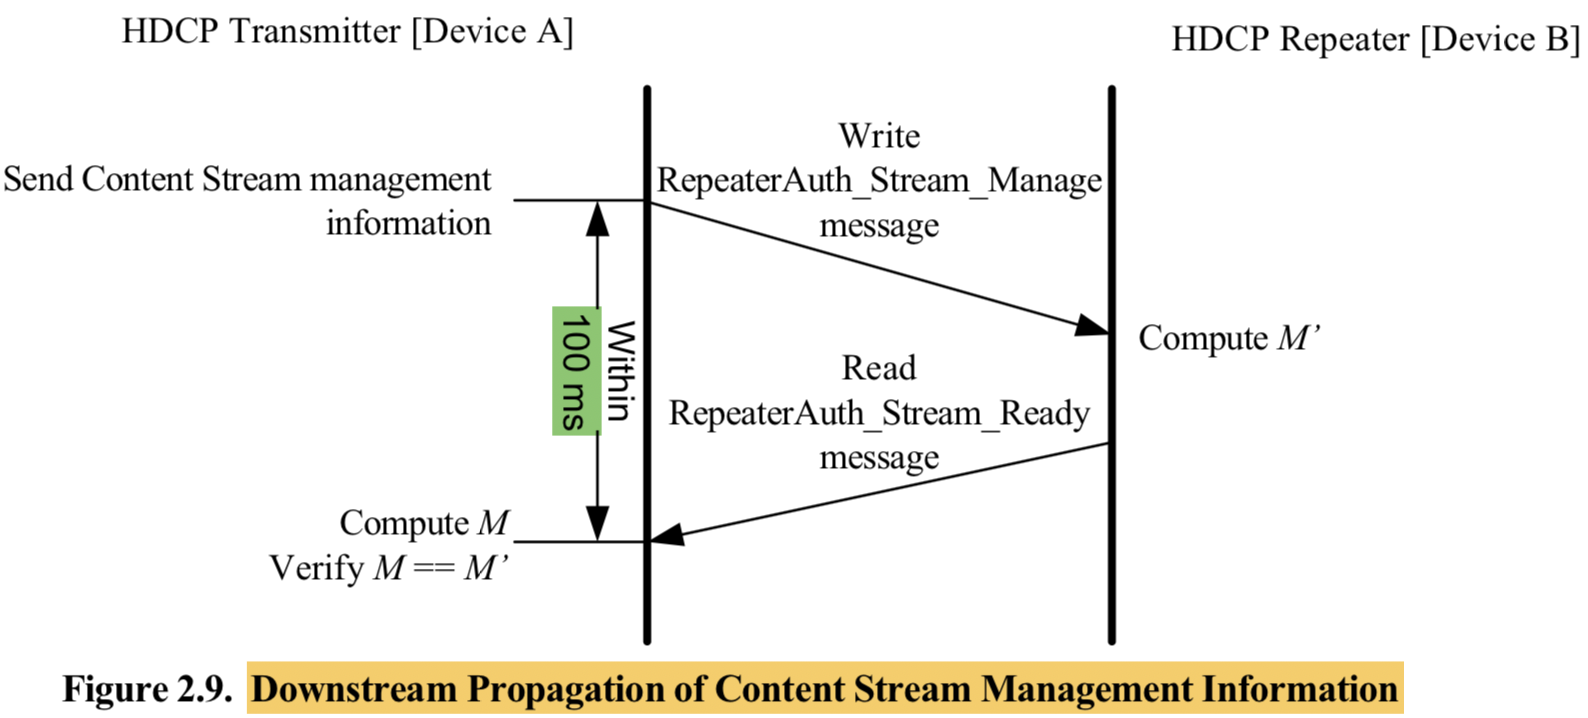 HDCP Transmitter [Device A]
HDCP Repeater [Device B]
Write
RepeaterAuth_Stream_Manage
message
Send Content Stream management
information
Within
100 ms
Compute M’
Read
RepeaterAuth_Stream_Ready
message
Compute M
Verify M == M’
Figure 2.9. Downstream Propagation of Content Stream Management Information